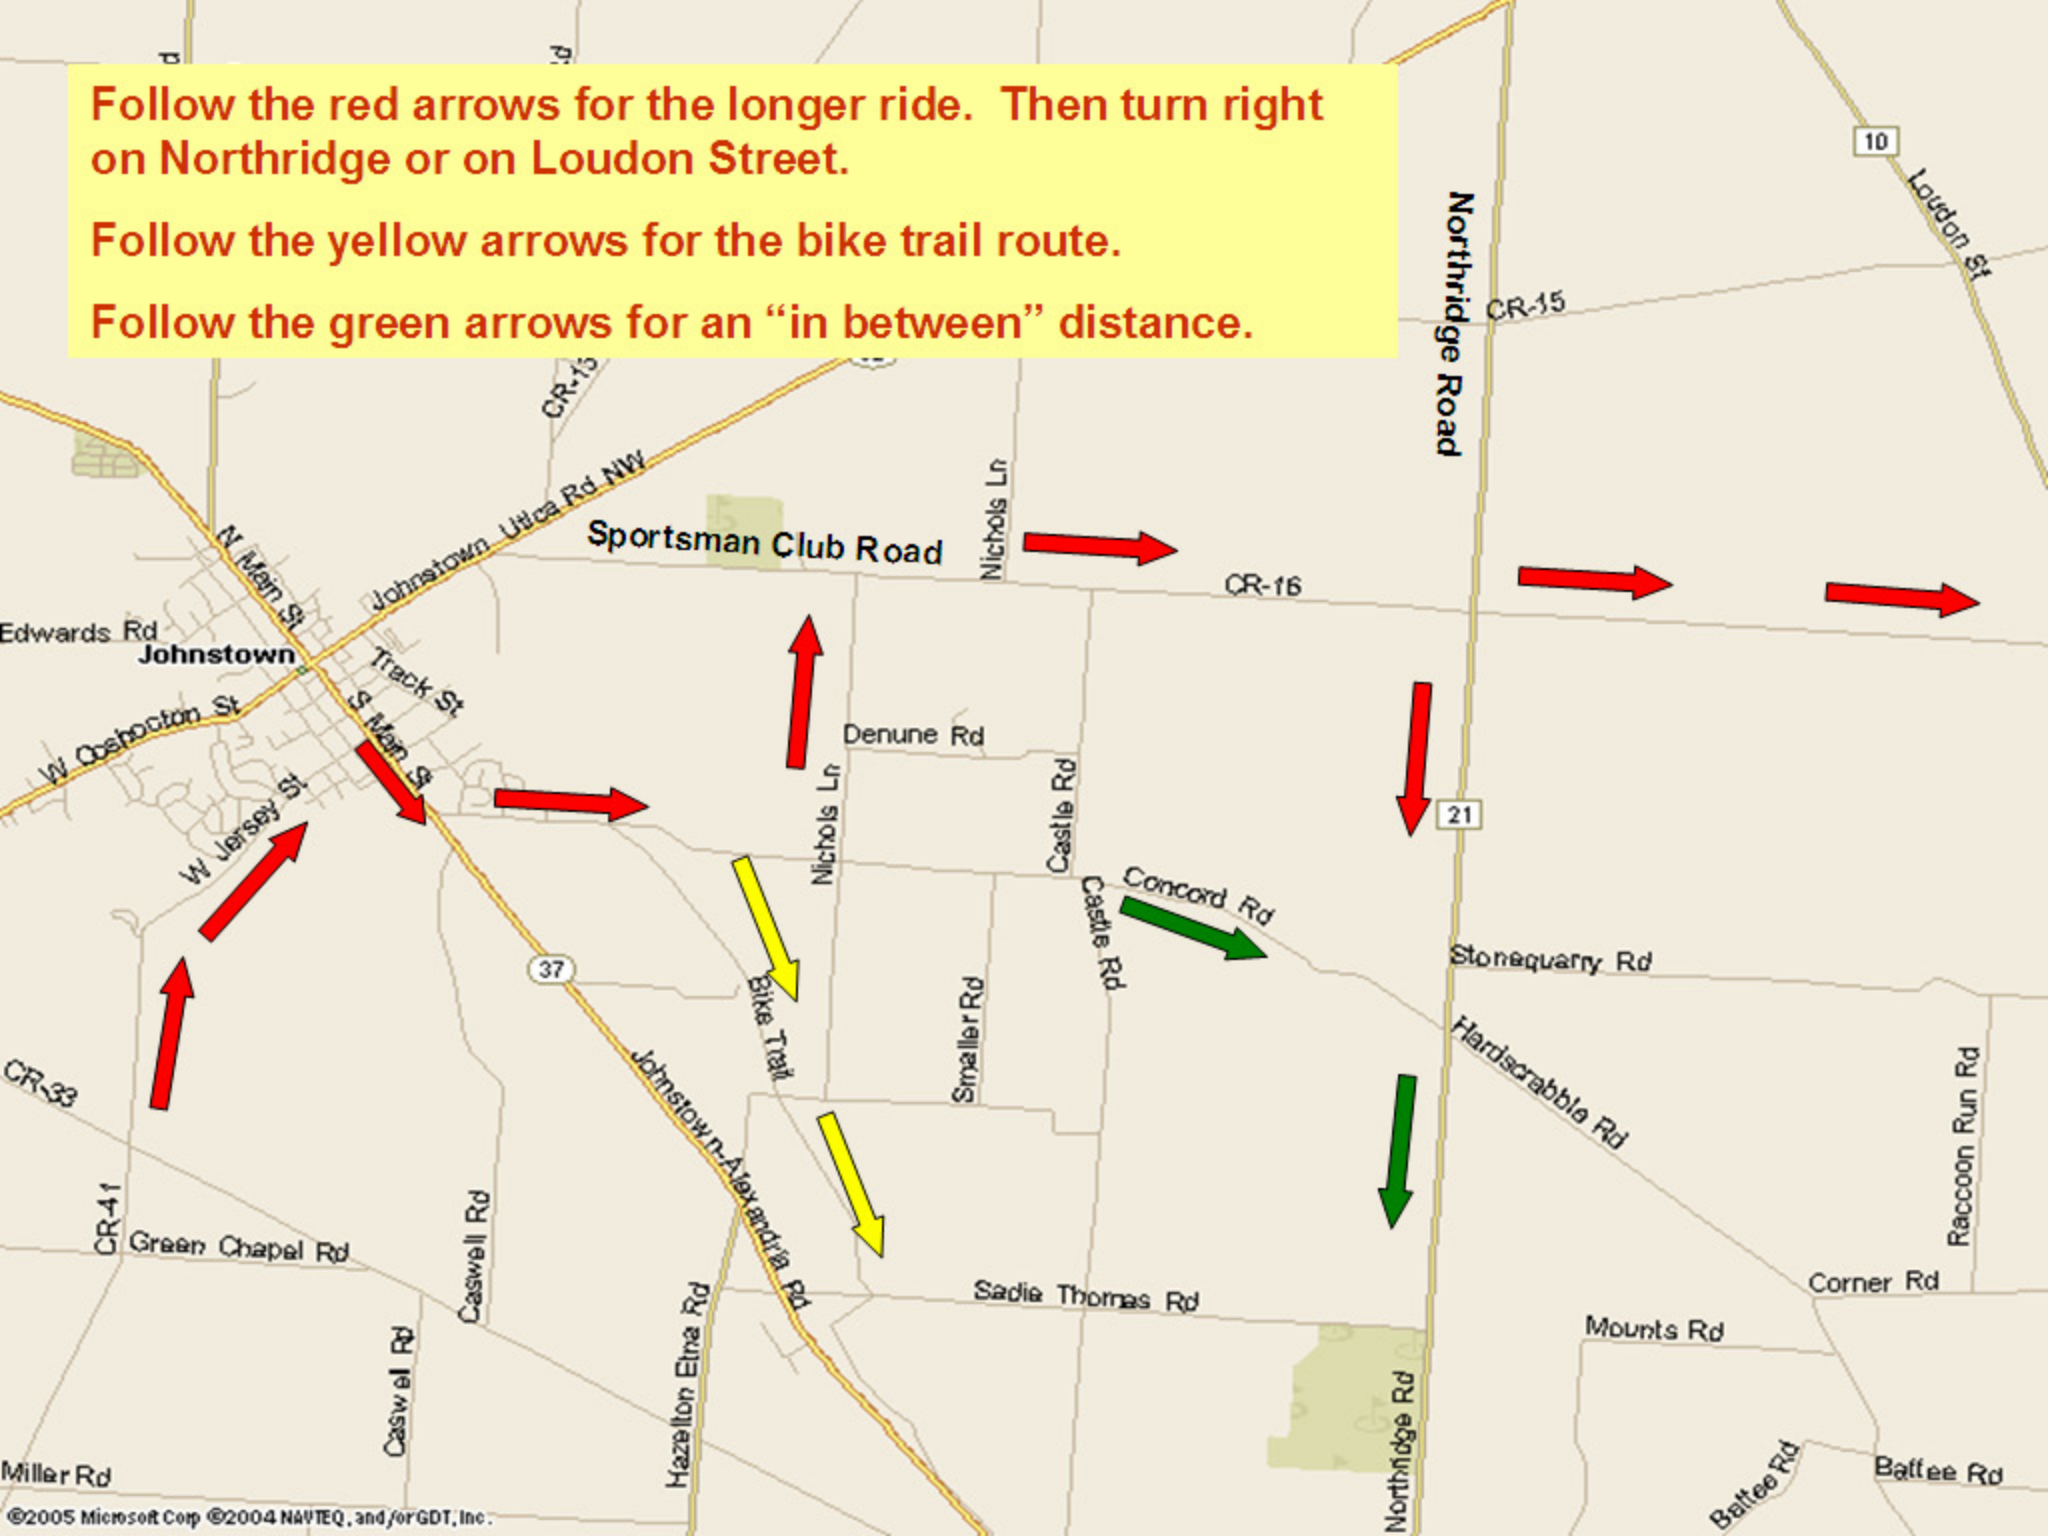 Follow the red arrows for the longer ride. Then turn right
on Northridge or on Loudon Street.
Follow the yellow arrows for the bike trail route.
Follow the green arrows for an “in between” distance.
10
Loudon St
Northridge Road
CR-15
CR-15
Johnstown Utica Rd NW
Nichols Ln
Sportsman Club Road
CR-16
N Main St
Edwards Rd
Johnstown
Track St
S Main St
W Coshocton St
W Jersey St
Denune Rd
Nichols Ln
Castle Rd
21
Concord Rd
Castle Rd
37
Stonequarry Rd
Bike Trail
Smaller Rd
Hardscrabble Rd
Raccoon Run Rd
CR-33
CR-41
Green Chapel Rd
Caswell Rd
Johnstown-Alexandria Rd
Sadie Thomas Rd
Corner Rd
Mounts Rd
Caswell Rd
Hazelton Etna Rd
Northridge Rd
Battee Rd
Battee Rd
Miller Rd
©2005 Microsoft Corp ©2004 NAVTEQ, and/or GDT, Inc.